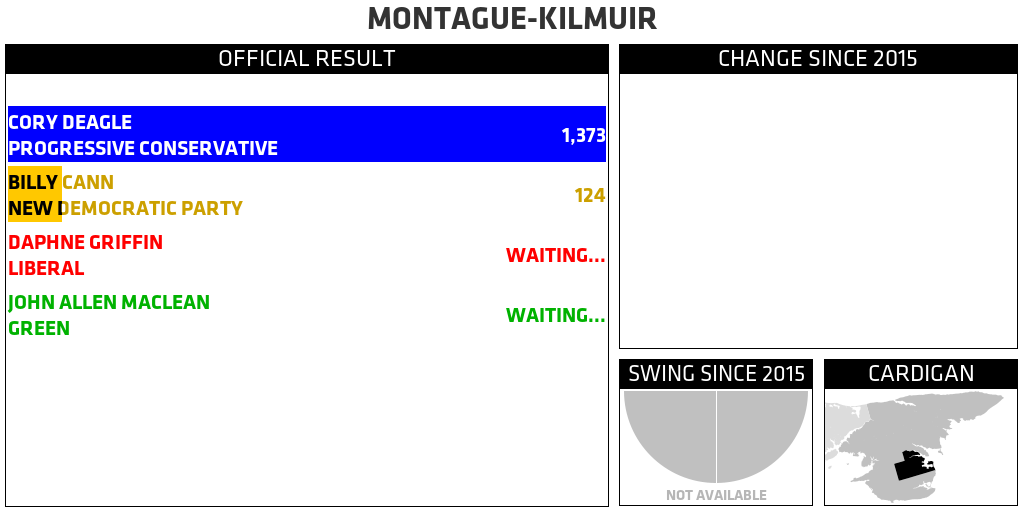 MONTAGUE-KILMUIR
OFFICIAL RESULT
CORY DEAGLE
PROGRESSIVE CONSERVATIVE
1,373
BILLY CANN
NEW DEMOCRATIC PARTY
124
DAPHNE GRIFFIN
LIBERAL
WAITING...
JOHN ALLEN MACLEAN
GREEN
WAITING...
CHANGE SINCE 2015
SWING SINCE 2015
NOT AVAILABLE
CARDIGAN